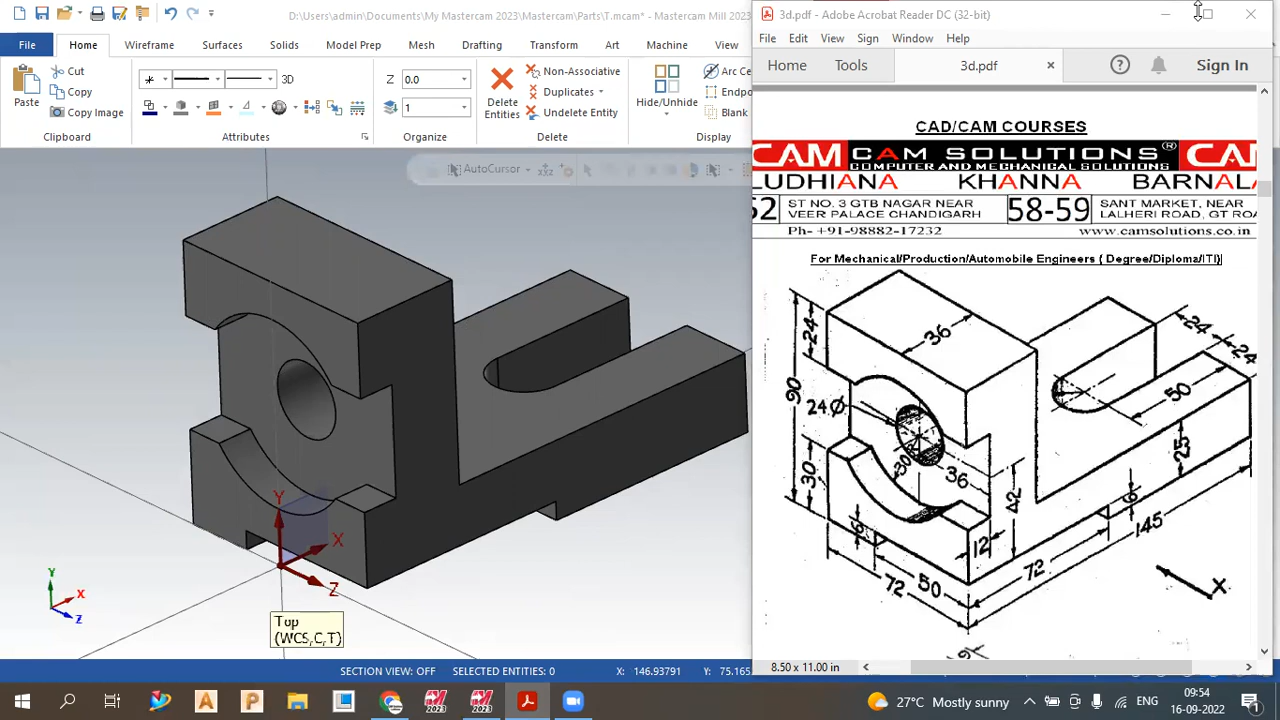 D:\Users\admin\Documents\My Mastercam 2023\Mastercam\Parts\T.mcam* - Mastercam Mill 2023
File Home Wireframe Surfaces Solids Model Prep Mesh Drafting Transform Art Machine
Paste Cut Copy Copy Image
Clipboard
3D
Attributes
Z 0.0
1
Organize
Delete Entities
Non-Associative
Duplicates
Undelete Entity
Delete
Hide/Unhide
Blank
Display
AutoCursor
Y
X
Z
Top
(WCS,C,T)
Y
X
Z
SECTION VIEW: OFF SELECTED ENTITIES: 0 X: 146.93791
3d.pdf - Adobe Acrobat Reader DC (32-bit)
File Edit View Sign Window Help
Home Tools 3d.pdf Sign In
CAD/CAM COURSES
CAM CAM SOLUTIONS ® CA
COMPUTER AND MECHANICAL SOLUTIONS
LUDHIANA KHANNA
ST NO. 3 GTB NAGAR NEAR
VEER PALACE CHANDIGARH
58-59
SANT MARKET, NEAR
LALHERI ROAD, GT
Ph- +91-98882-17232 www.camsolutions.co.in
For Mechanical/Production/Automobile Engineers ( Degree/Diploma/ITI)
24
36
24
24
90
24Ø
50
30
36
30
42
25
6
6
145
12
72
72
50
X
8.50 x 11.00 in
27°C Mostly sunny
ENG
09:54
16-09-2022